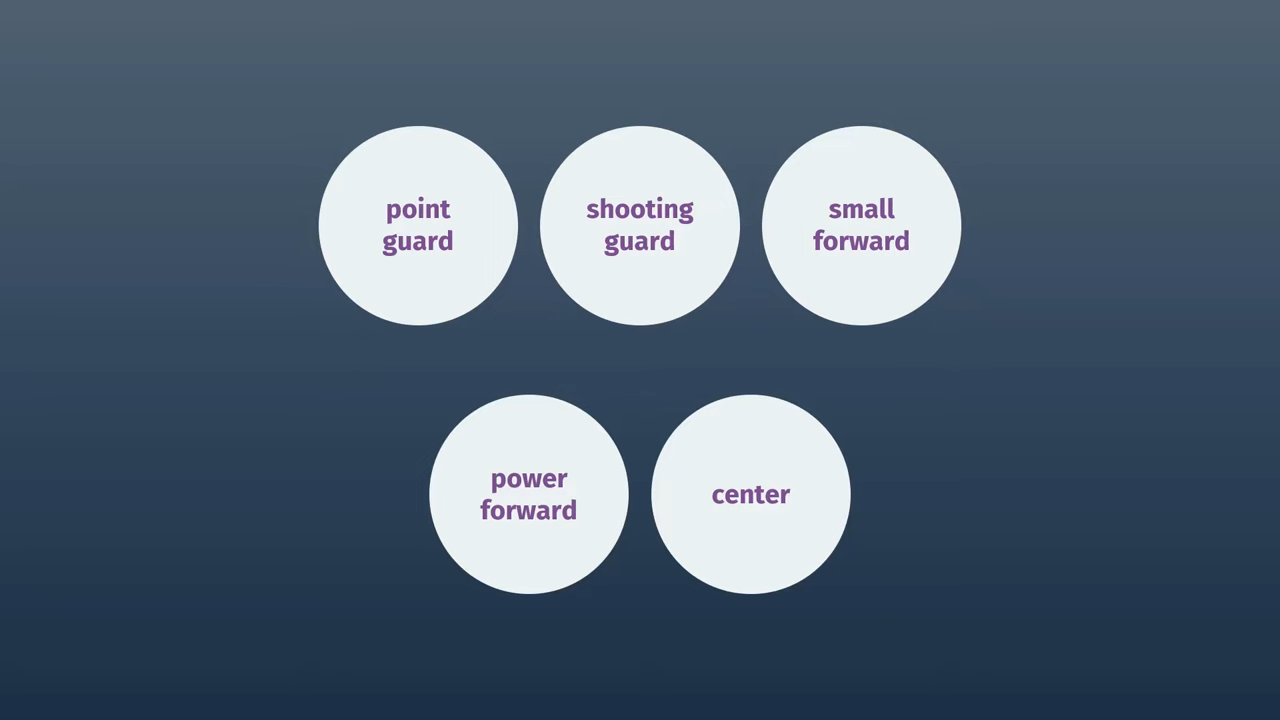 point
guard
shooting
guard
small
forward
power
forward
center